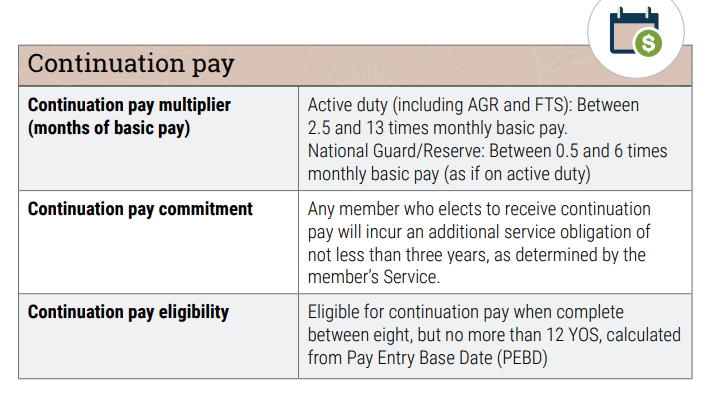 $
Continuation pay
Continuation pay multiplier
(months of basic pay)
Active duty (including AGR and FTS): Between
2.5 and 13 times monthly basic pay.
National Guard/Reserve: Between 0.5 and 6 times
monthly basic pay (as if on active duty)
Continuation pay commitment
Any member who elects to receive continuation
pay will incur an additional service obligation of
not less than three years, as determined by the
member’s Service.
Continuation pay eligibility
Eligible for continuation pay when complete
between eight, but no more than 12 YOS, calculated
from Pay Entry Base Date (PEBD)